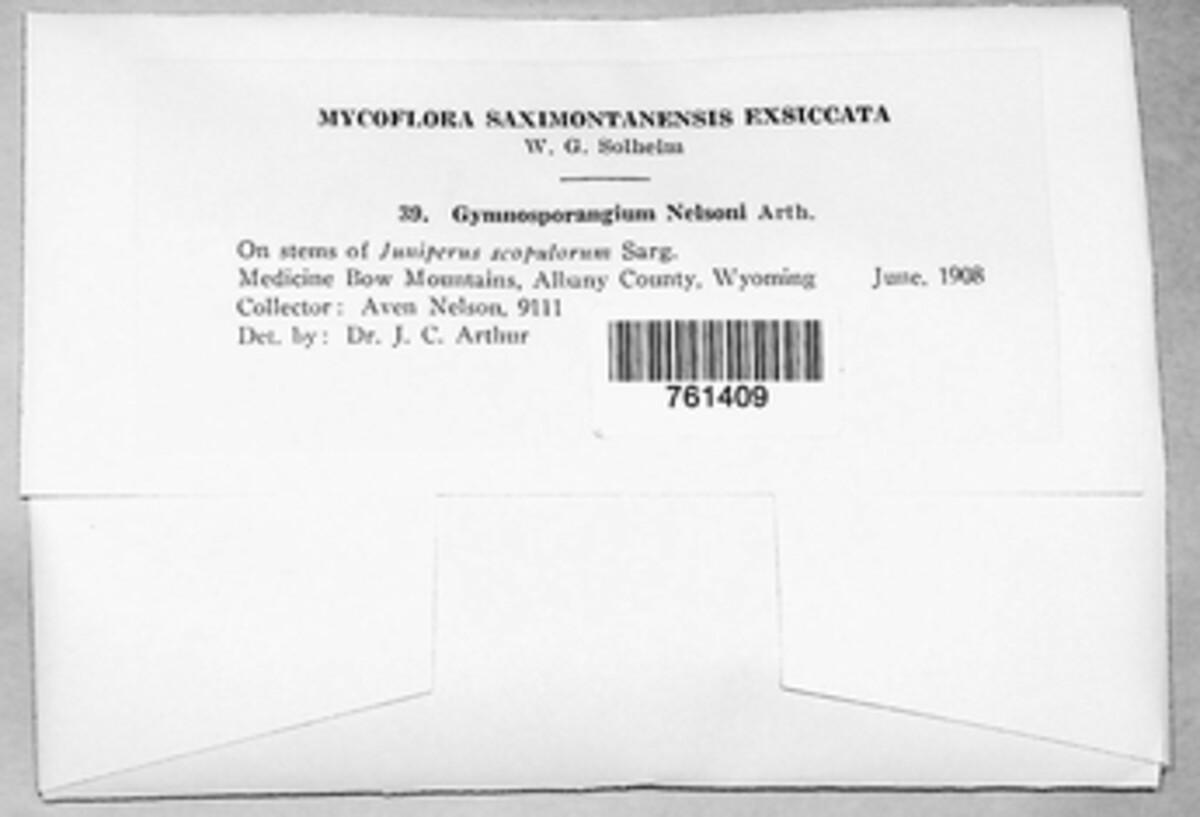 MYCOFLORA SAXIMONTANENSIS EXSICCATA
W. G. Solheim
39. Gymnosporangium Nelsoni Arth.
On stems of Juniperus scopulorum Sarg.
Medicine Bow Mountains, Albany County, Wyoming June, 1908
Collector: Aven Nelson, 9111
Det. by: Dr. J. C. Arthur
761409